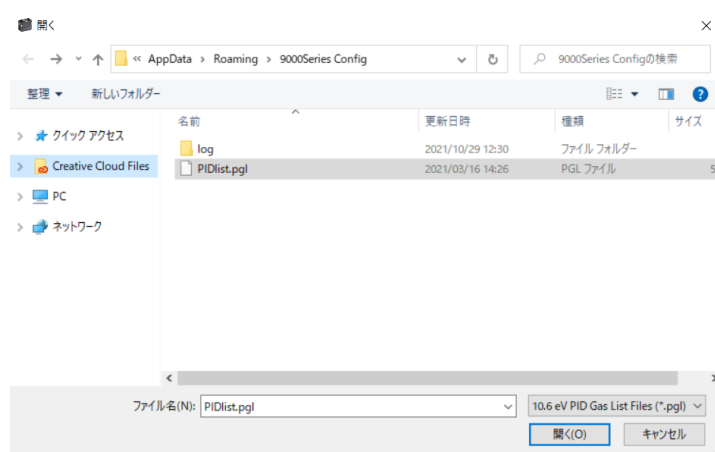 開く
« AppData › Roaming › 9000Series Config
9000Series Configの検索
整理
新しいフォルダー
名前 更新日時 種類 サイズ
クイック アクセス
Creative Cloud Files
PC
ネットワーク
log 2021/10/29 12:30 ファイル フォルダー
PIDlist.pgl 2021/03/16 14:26 PGL ファイル 5
ファイル名(N): PIDlist.pgl 10.6 eV PID Gas List Files (*.pgl)
開く(O) キャンセル